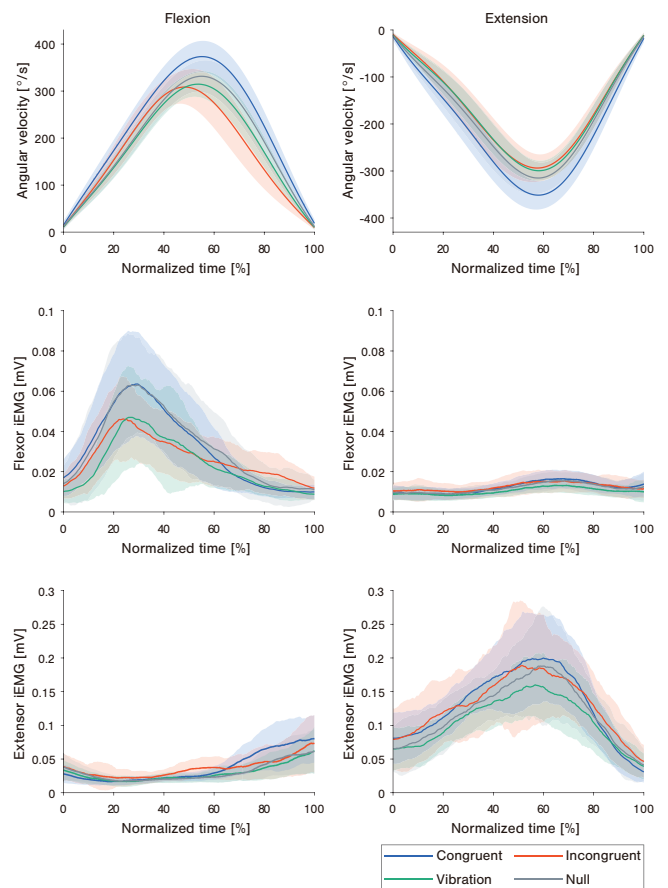 Flexion
Extension
Angular velocity [°/s]
400
300
200
100
0
0 20 40 60 80 100
Normalized time [%]
Angular velocity [°/s]
0
-100
-200
-300
-400
0 20 40 60 80 100
Normalized time [%]
Flexor iEMG [mV]
0.1
0.08
0.06
0.04
0.02
0
0 20 40 60 80 100
Normalized time [%]
Flexor iEMG [mV]
0.1
0.08
0.06
0.04
0.02
0
0 20 40 60 80 100
Normalized time [%]
Extensor iEMG [mV]
0.3
0.25
0.2
0.15
0.1
0.05
0
0 20 40 60 80 100
Normalized time [%]
Extensor iEMG [mV]
0.3
0.25
0.2
0.15
0.1
0.05
0
0 20 40 60 80 100
Normalized time [%]
Congruent Incongruent
Vibration Null